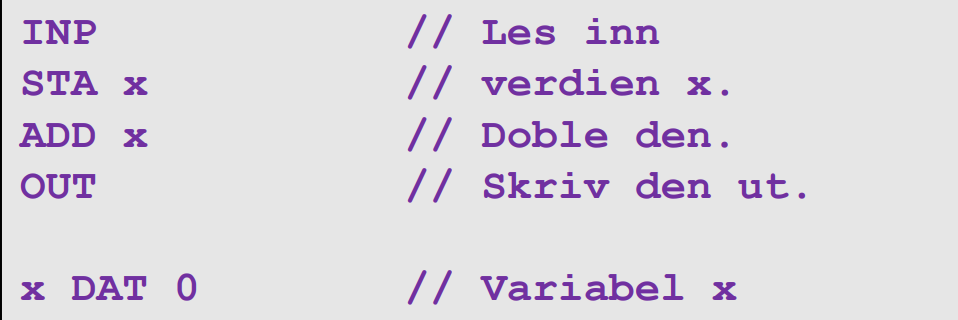 INP // Les inn
STA x // verdien x.
ADD x // Doble den.
OUT // Skriv den ut.
x DAT 0 // Variabel x